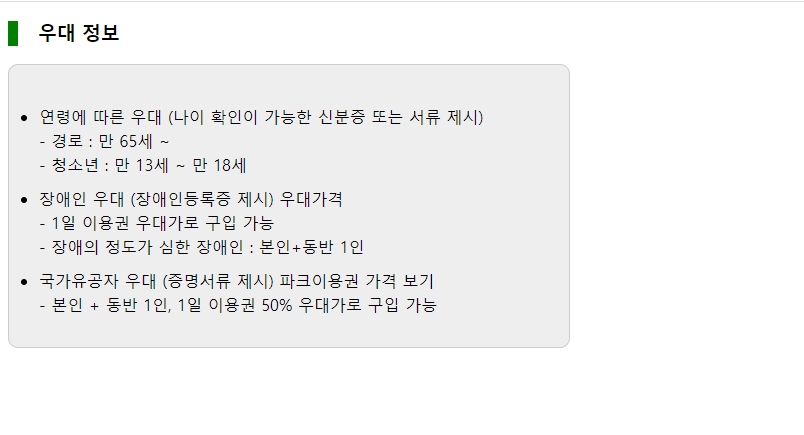 우대 정보
연령에 따른 우대 (나이 확인이 가능한 신분증 또는 서류 제시)
- 경로 : 만 65세 ~
- 청소년 : 만 13세 ~ 만 18세
장애인 우대 (장애인등록증 제시) 우대가격
- 1일 이용권 우대가로 구입 가능
- 장애의 정도가 심한 장애인 : 본인+동반 1인
국가유공자 우대 (증명서류 제시) 파크이용권 가격 보기
- 본인 + 동반 1인, 1일 이용권 50% 우대가로 구입 가능